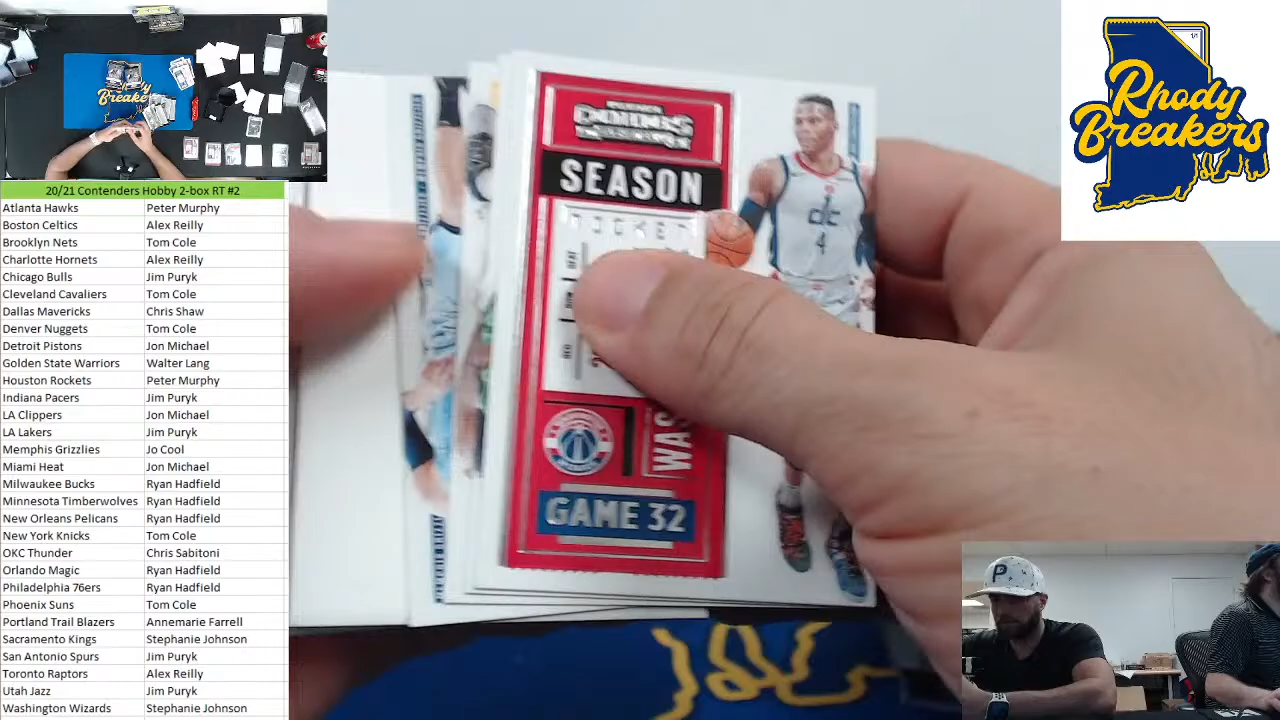 Rhody
Breakers
1/1
20/21 Contenders Hobby 2-box RT #2
Atlanta Hawks Peter Murphy
Boston Celtics Alex Reilly
Brooklyn Nets Tom Cole
Charlotte Hornets Alex Reilly
Chicago Bulls Jim Puryk
Cleveland Cavaliers Tom Cole
Dallas Mavericks Chris Shaw
Denver Nuggets Tom Cole
Detroit Pistons Jon Michael
Golden State Warriors Walter Lang
Houston Rockets Peter Murphy
Indiana Pacers Jim Puryk
LA Clippers Jon Michael
LA Lakers Jim Puryk
Memphis Grizzlies Jo Cool
Miami Heat Jon Michael
Milwaukee Bucks Ryan Hadfield
Minnesota Timberwolves Ryan Hadfield
New Orleans Pelicans Ryan Hadfield
New York Knicks Tom Cole
OKC Thunder Chris Sabitoni
Orlando Magic Ryan Hadfield
Philadelphia 76ers Ryan Hadfield
Phoenix Suns Tom Cole
Portland Trail Blazers Annemarie Farrell
Sacramento Kings Stephanie Johnson
San Antonio Spurs Jim Puryk
Toronto Raptors Alex Reilly
Utah Jazz Jim Puryk
Washington Wizards Stephanie Johnson
SEASON
TICKET
WAS
GAME 32
dc
4
P